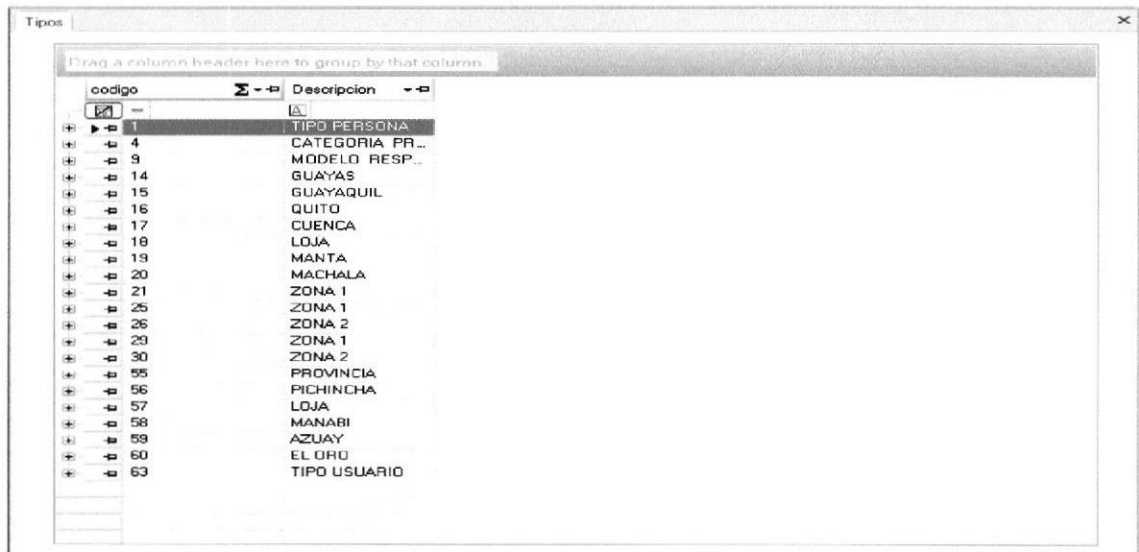 Tipos
Drag a column header here to group by that column.
codigo Σ Descripcion
1 TIPO PERSONA
4 CATEGORIA PR...
9 MODELO RESP...
14 GUAYAS
15 GUAYAQUIL
16 QUITO
17 CUENCA
18 LOJA
19 MANTA
20 MACHALA
21 ZONA 1
25 ZONA 1
26 ZONA 2
29 ZONA 1
30 ZONA 2
55 PROVINCIA
56 PICHINCHA
57 LOJA
58 MANABI
59 AZUAY
60 EL ORO
63 TIPO USUARIO